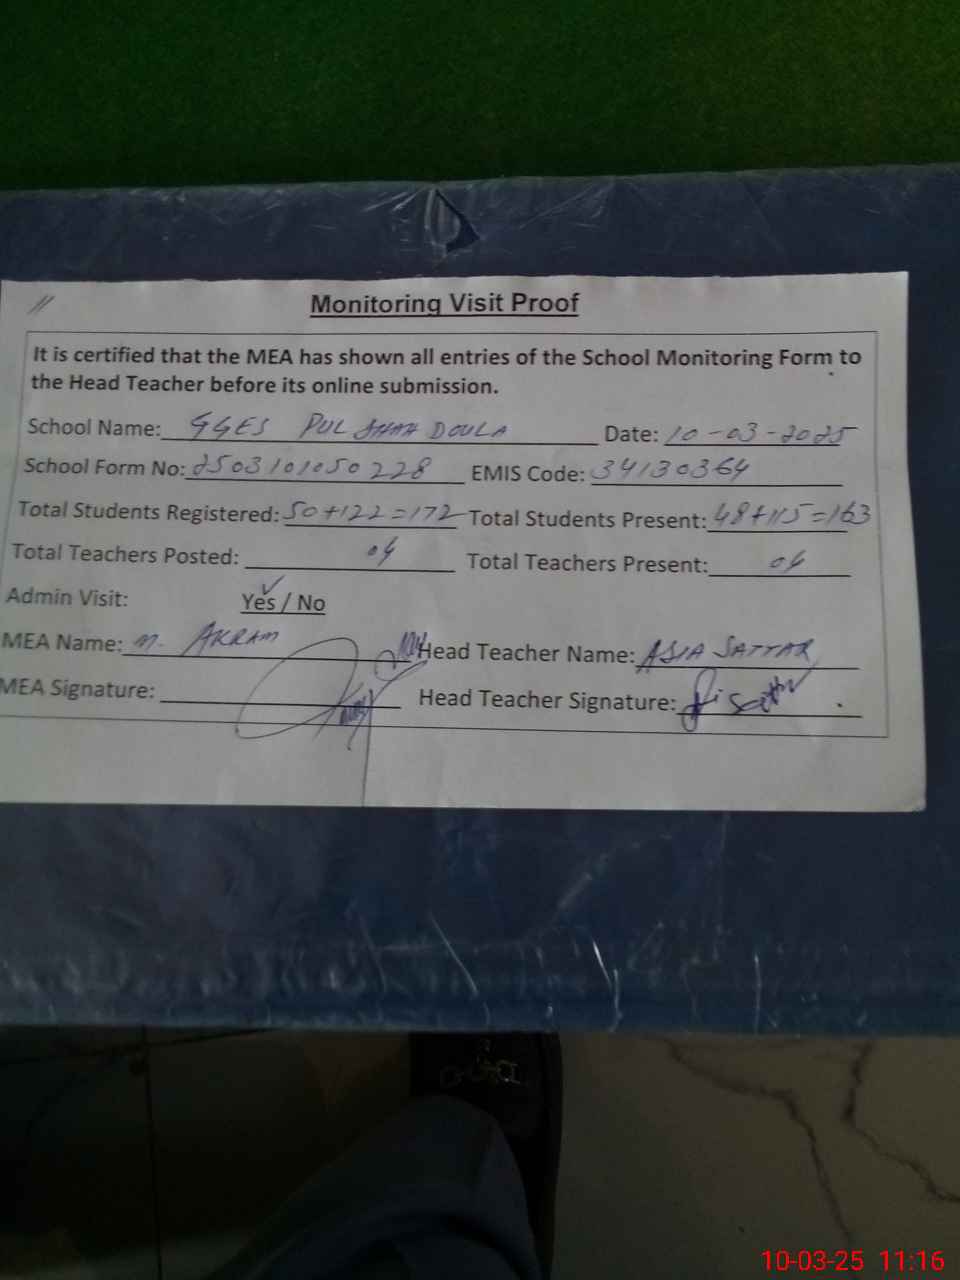 Monitoring Visit Proof
It is certified that the MEA has shown all entries of the School Monitoring Form to
the Head Teacher before its online submission.
School Name: GGES PUL SHAH DOULA Date: 10-03-2025
School Form No: 2503101050228 EMIS Code: 34130364
Total Students Registered: 50+122=172 Total Students Present: 48+115=163
Total Teachers Posted: 04 Total Teachers Present: 04
Admin Visit: Yes / No
MEA Name: M. AKRAM Head Teacher Name: ASIA SATTAR
MEA Signature: Head Teacher Signature:
10-03-25 11:16